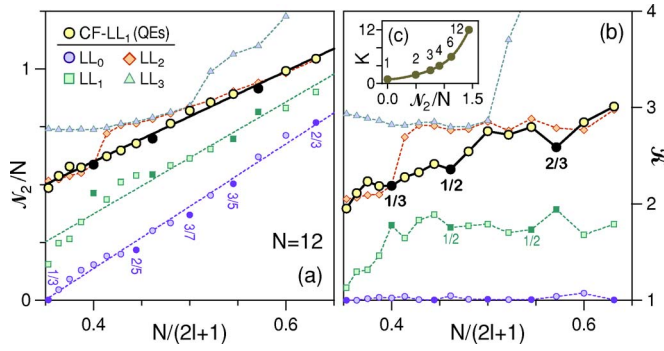 CF-LL₁ (QEs)
LL₀
LL₂
LL₁
LL₃
1
0
𝒩₂/N
1/3
2/5
3/7
3/5
2/3
N=12
(a)
0.4
0.5
0.6
N/(2l+1)
(b)
(c)
K
12
0
1
2
3
4
6
12
0.0
1.5
𝒩₂/N
1/3
1/2
2/3
1/2
1/2
4
3
2
1
𝒦
0.4
0.5
0.6
N/(2l+1)